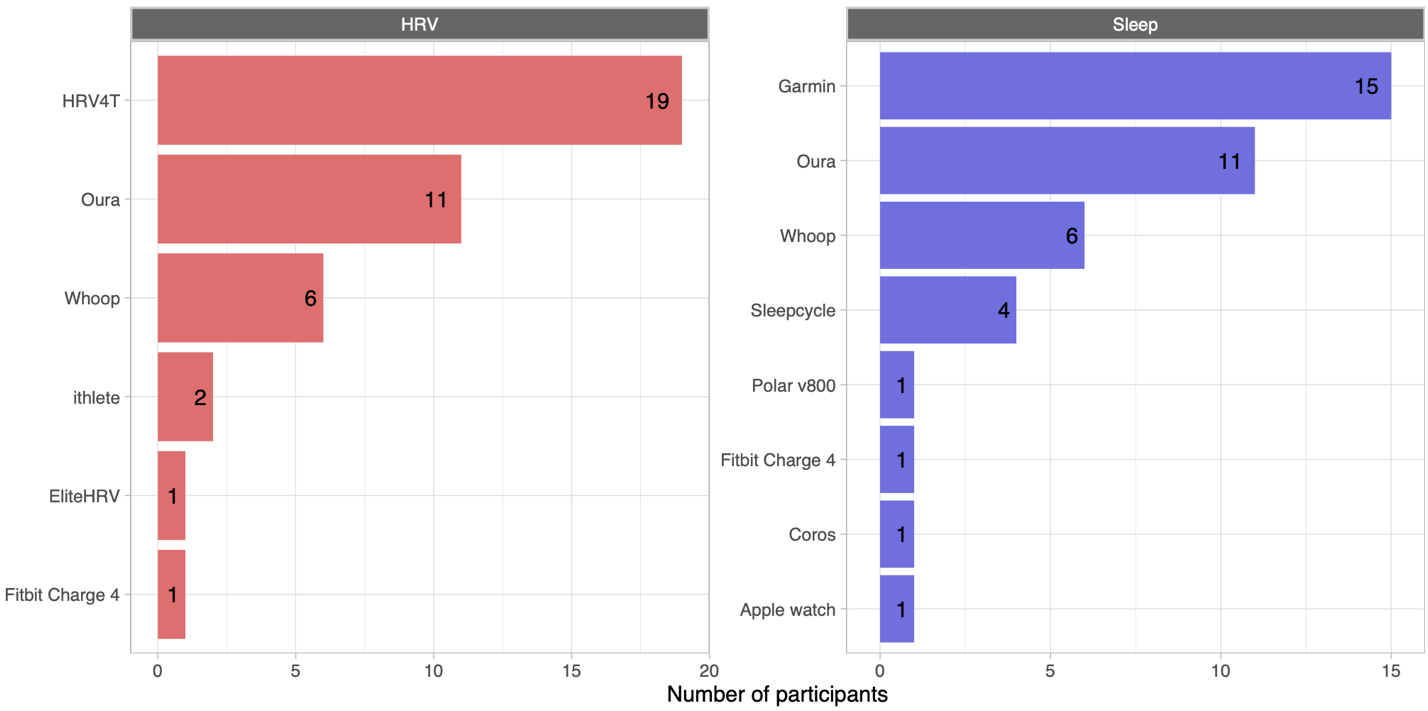 HRV
HRV4T 19
Oura 11
Whoop 6
ithlete 2
EliteHRV 1
Fitbit Charge 4 1
0 5 10 15 20
Sleep
Garmin 15
Oura 11
Whoop 6
Sleepcycle 4
Polar v800 1
Fitbit Charge 4 1
Coros 1
Apple watch 1
0 5 10 15
Number of participants